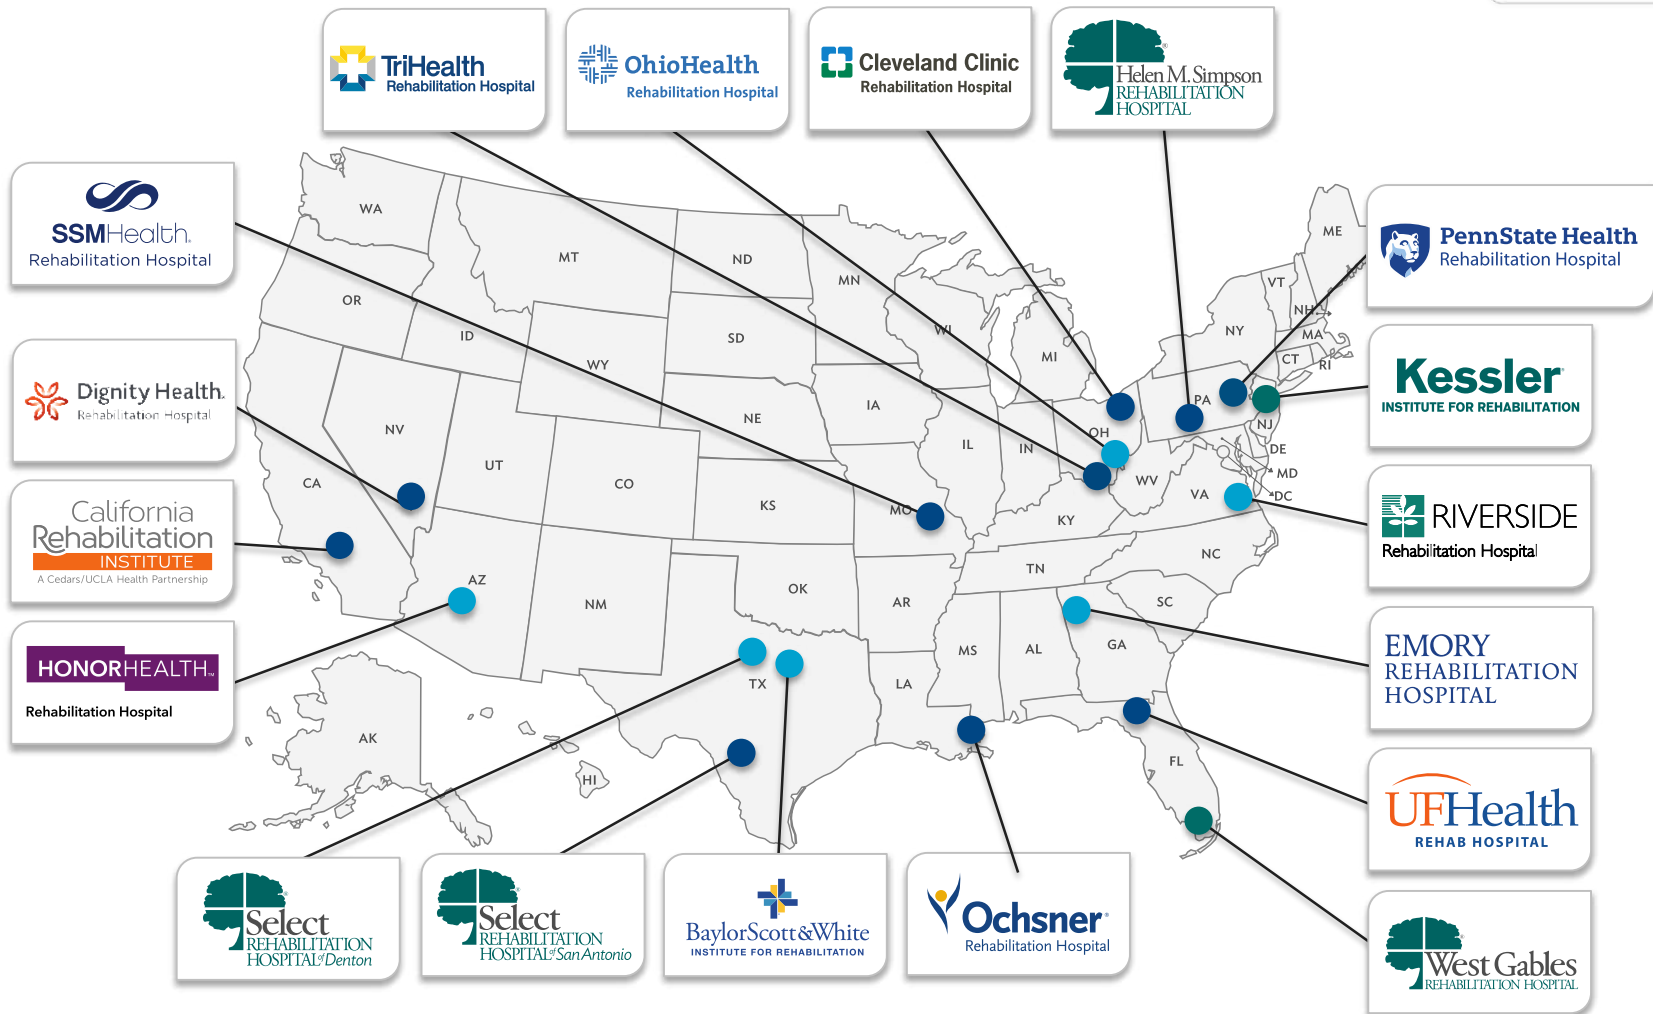 TriHealth
Rehabilitation Hospital
OhioHealth
Rehabilitation Hospital
Cleveland Clinic
Rehabilitation Hospital
Helen M. Simpson
REHABILITATION
HOSPITAL
SSMHealth
Rehabilitation Hospital
PennState Health
Rehabilitation Hospital
Dignity Health
Rehabilitation Hospital
Kessler
INSTITUTE FOR REHABILITATION
California
Rehabilitation
INSTITUTE
A Cedars/UCLA Health Partnership
RIVERSIDE
Rehabilitation Hospital
HONORHEALTH™
Rehabilitation Hospital
EMORY
REHABILITATION
HOSPITAL
UFHealth
REHAB HOSPITAL
Select
REHABILITATION
HOSPITAL of Denton
Select
REHABILITATION
HOSPITAL of San Antonio
BaylorScott&White
INSTITUTE FOR REHABILITATION
Ochsner
Rehabilitation Hospital
West Gables
REHABILITATION HOSPITAL
WA
MT
ND
MN
ME
VT
NH
OR
ID
SD
WI
MI
NY
MA
CT
RI
WY
IA
NE
PA
NJ
NV
UT
CO
IL
IN
OH
DE
MD
DC
CA
KS
MO
WV
VA
KY
NC
AZ
NM
OK
AR
TN
SC
TX
LA
MS
AL
GA
AK
HI
FL